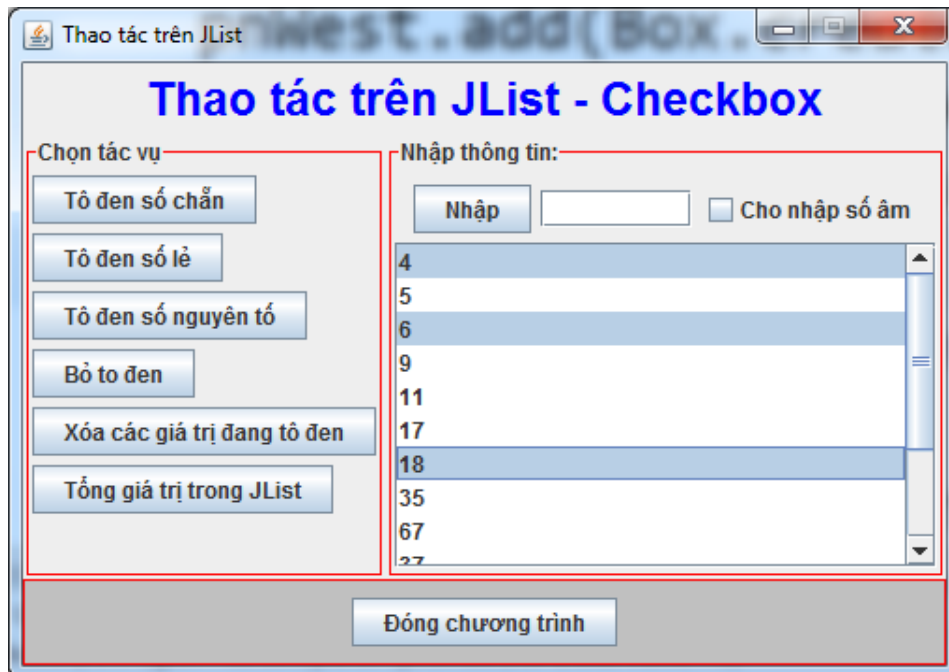 pnWest.add(Box.
Thao tác trên JList
Thao tác trên JList - Checkbox
Chọn tác vụ
Tô đen số chẵn
Tô đen số lẻ
Tô đen số nguyên tố
Bỏ to đen
Xóa các giá trị đang tô đen
Tổng giá trị trong JList
Nhập thông tin:
Nhập
Cho nhập số âm
4
5
6
9
11
17
18
35
67
Đóng chương trình